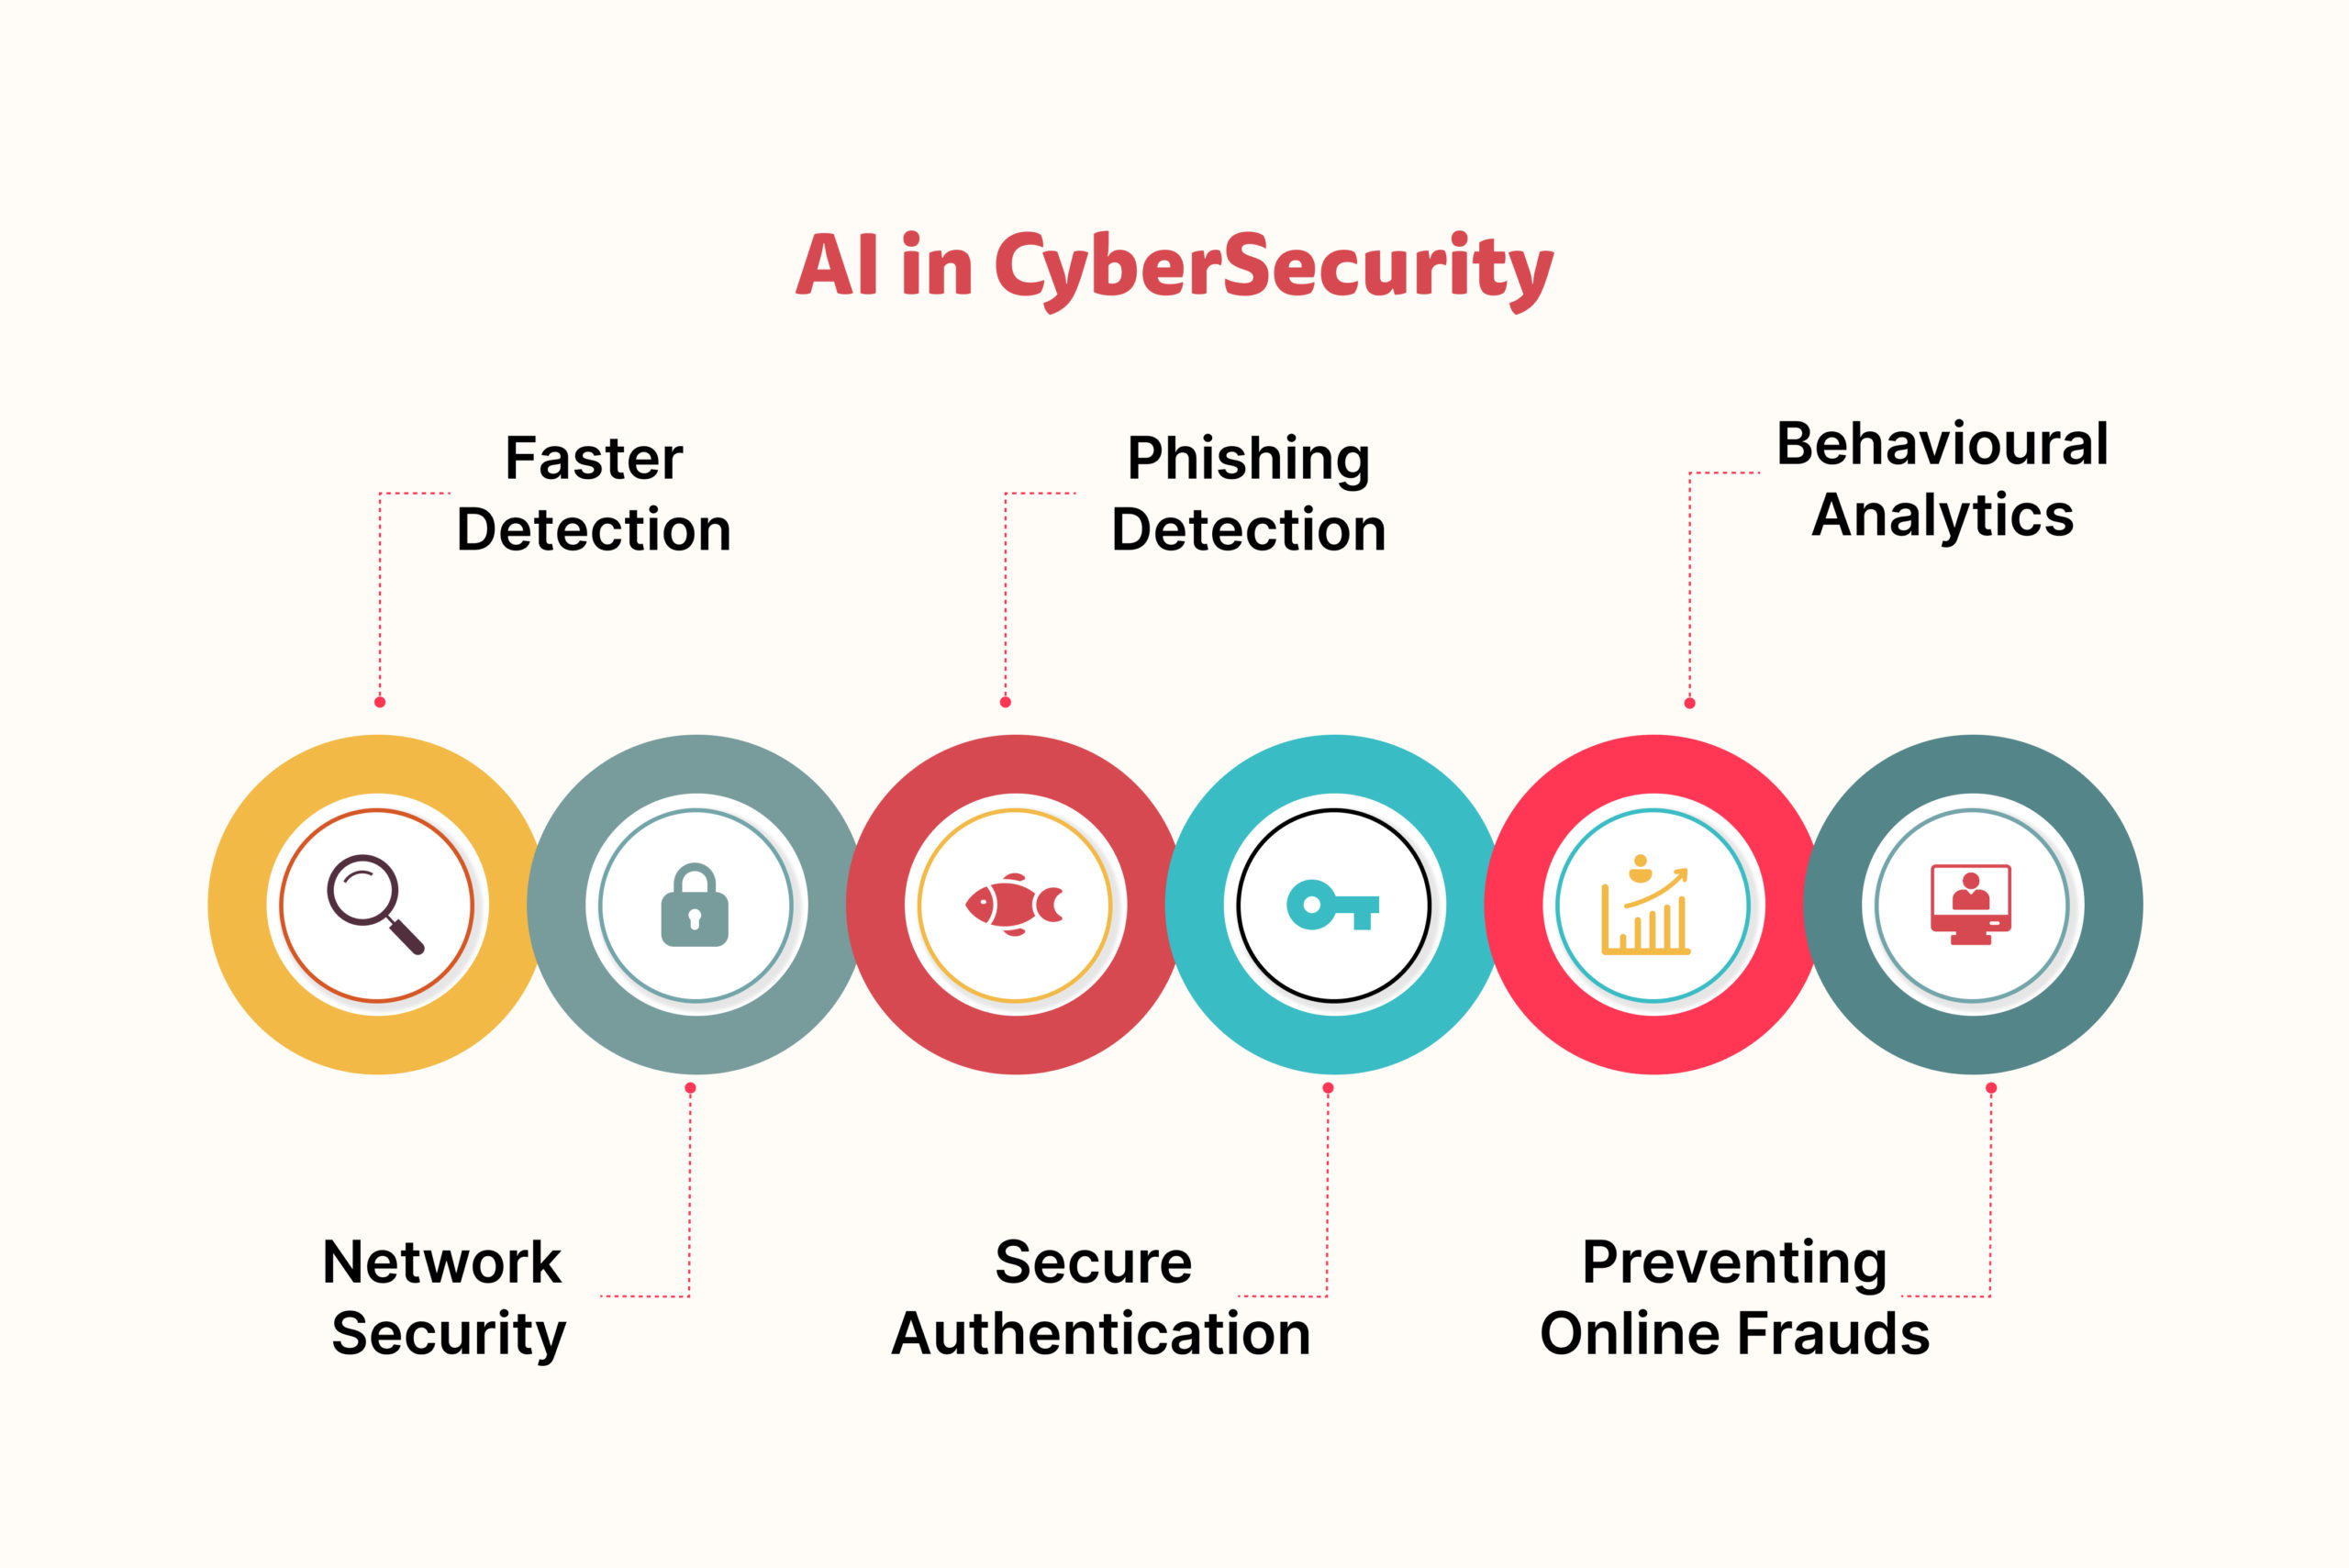 AI in CyberSecurity
Faster
Detection
Phishing
Detection
Behavioural
Analytics
Network
Security
Secure
Authentication
Preventing
Online Frauds